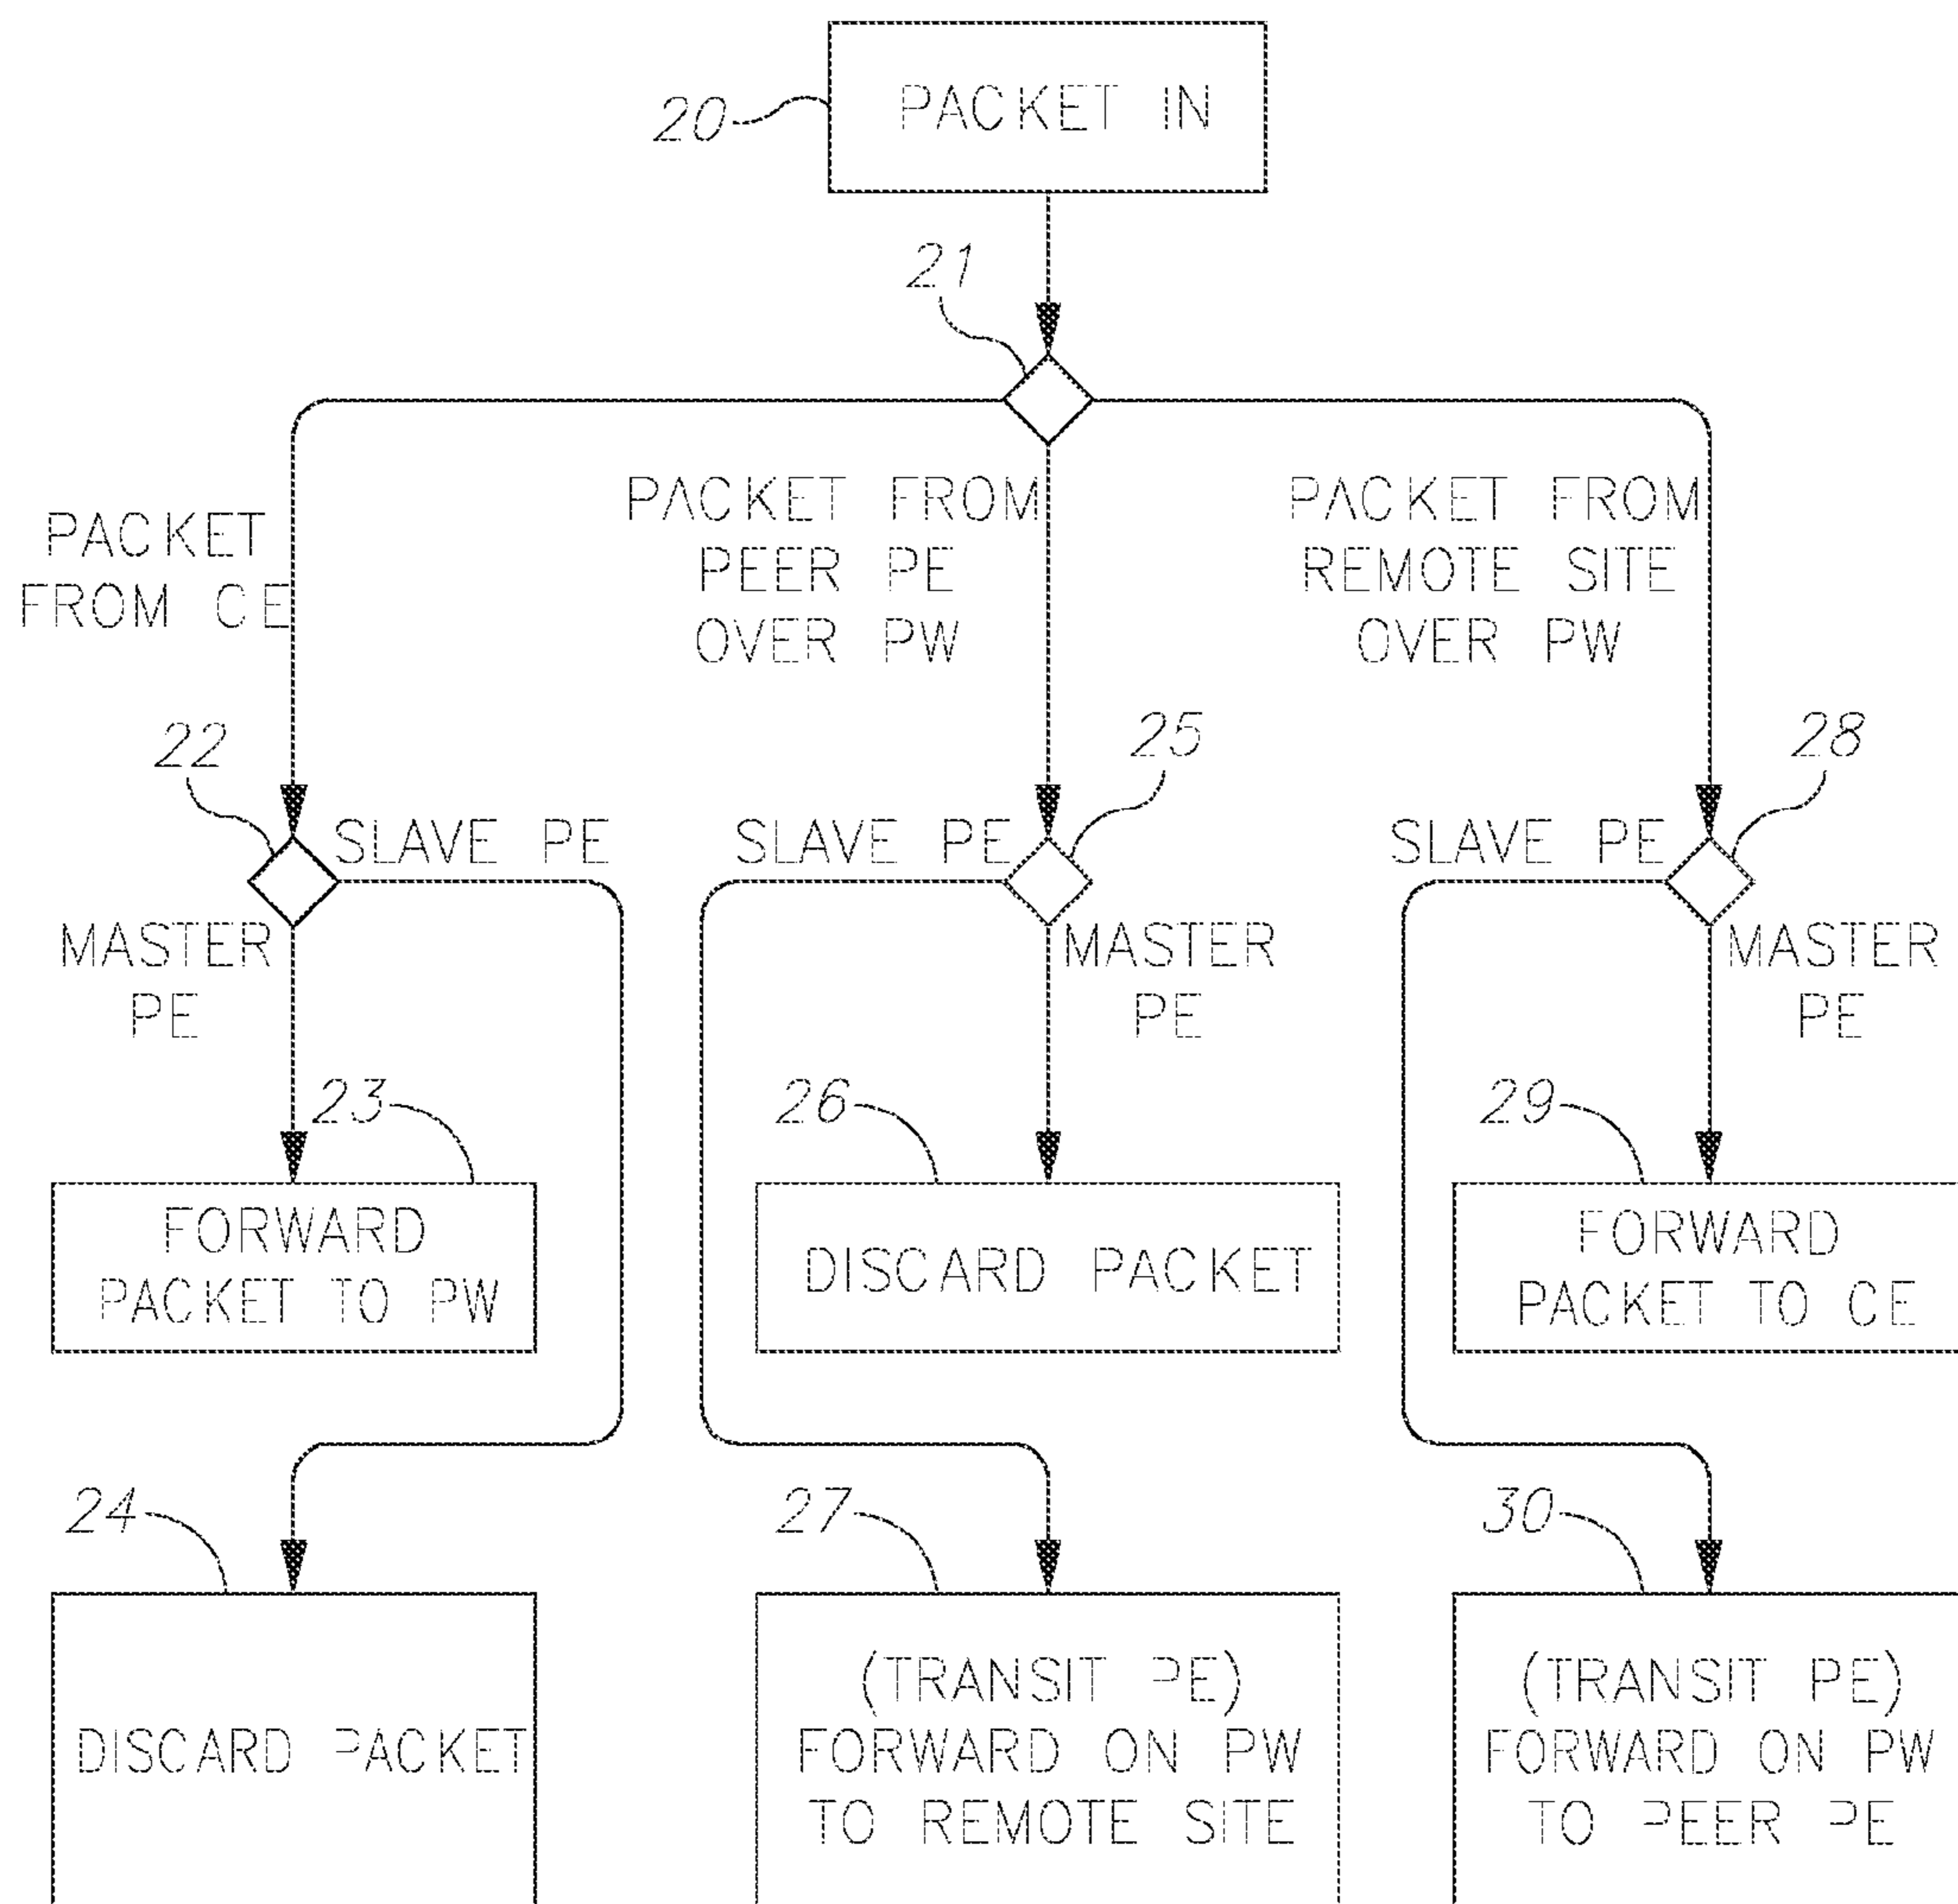 PACKET IN
20
21
PACKET
FROM CE
PACKET FROM
PEER PE
OVER PW
PACKET FROM
REMOTE SITE
OVER PW
22
SLAVE PE
MASTER
PE
25
SLAVE PE
MASTER
PE
28
SLAVE PE
MASTER
PE
23
FORWARD
PACKET TO PW
26
DISCARD PACKET
29
FORWARD
PACKET TO CE
24
DISCARD PACKET
27
(TRANSIT PE)
FORWARD ON PW
TO REMOTE SITE
30
(TRANSIT PE)
FORWARD ON PW
TO PEER PE